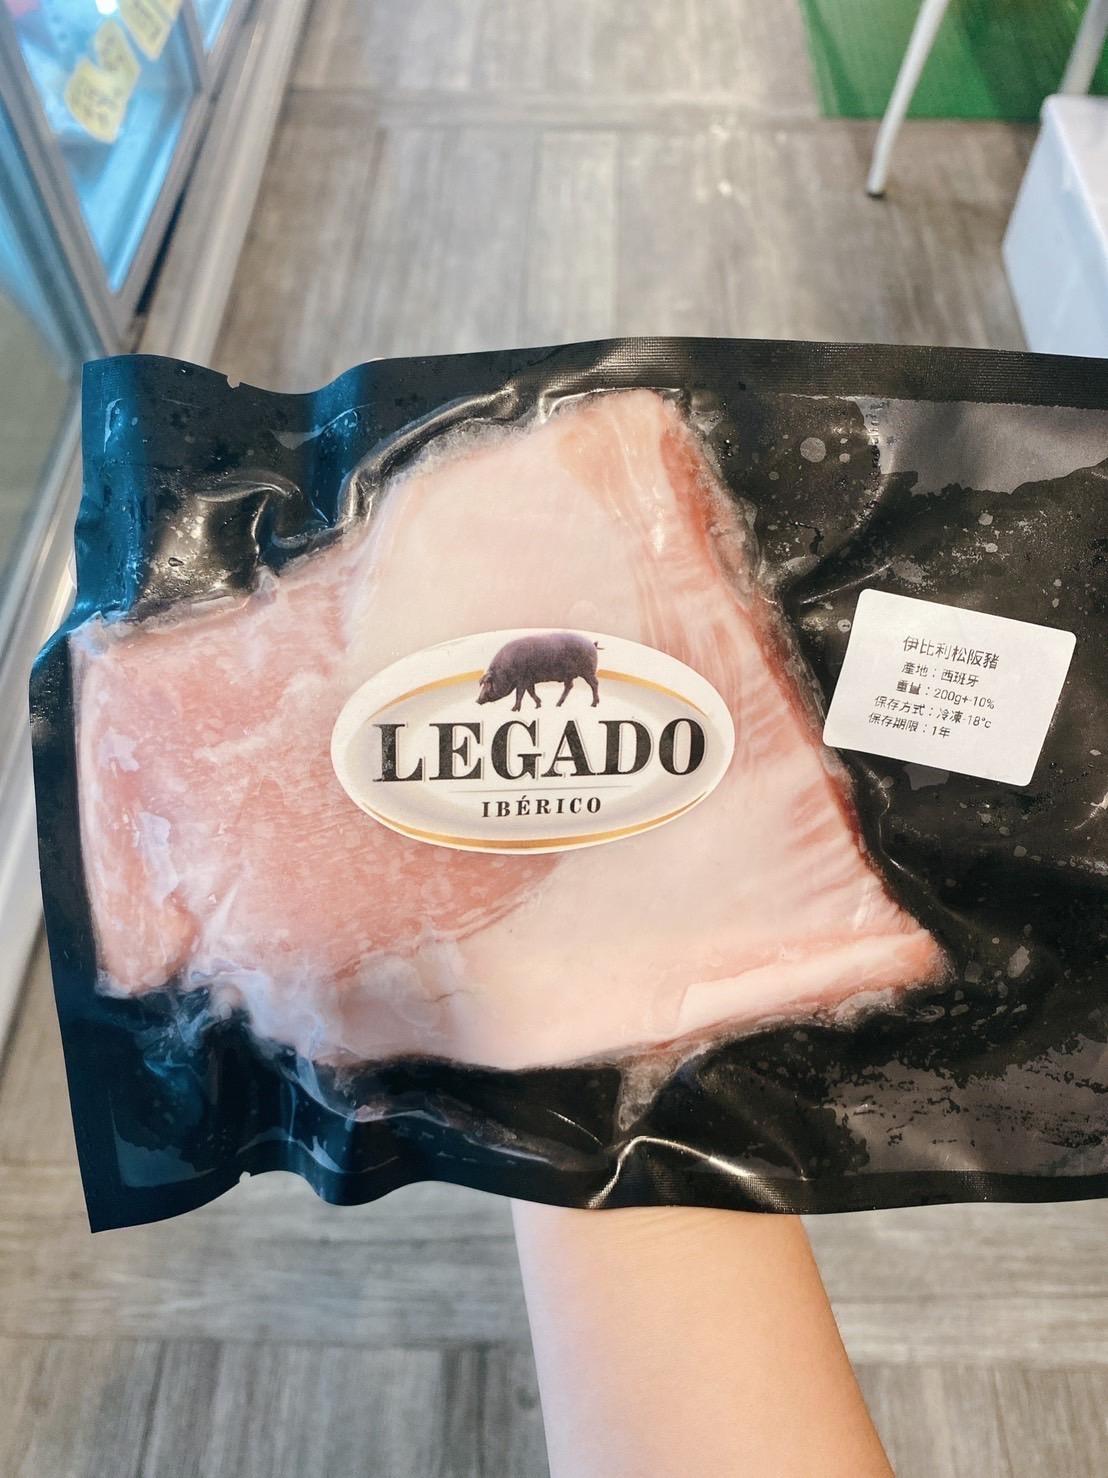 LEGADO
IBÉRICO
伊比利松阪豬
產地：西班牙
重量：200g+-10%
保存方式：冷凍-18°c
保存期限：1年